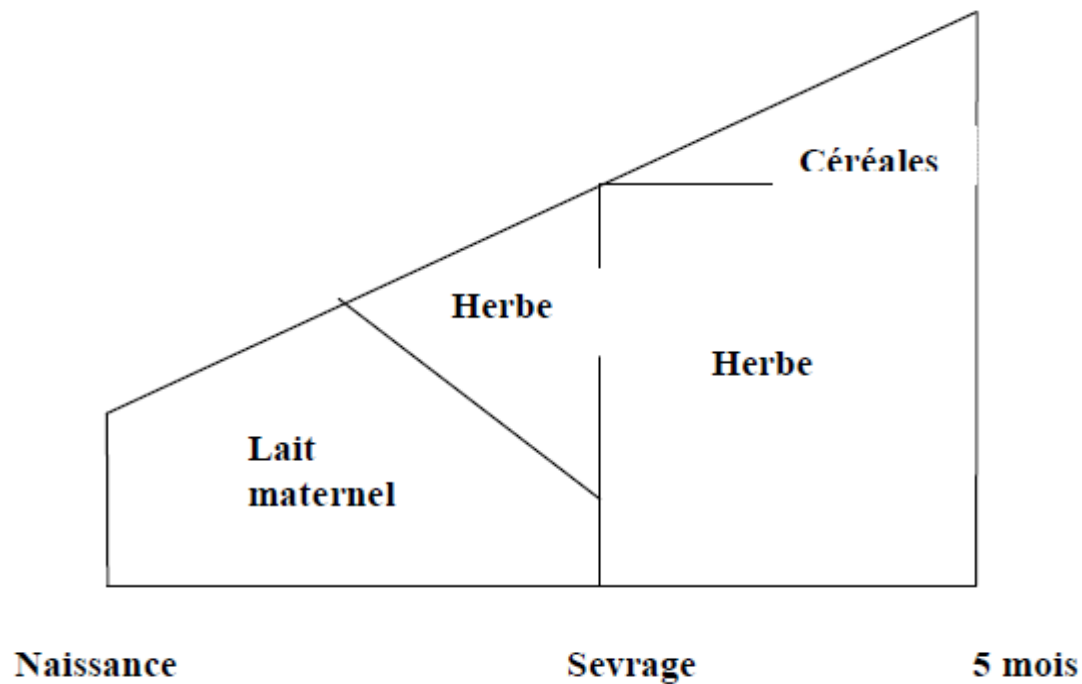 Céréales
Herbe
Herbe
Lait
maternel
Naissance Sevrage 5 mois